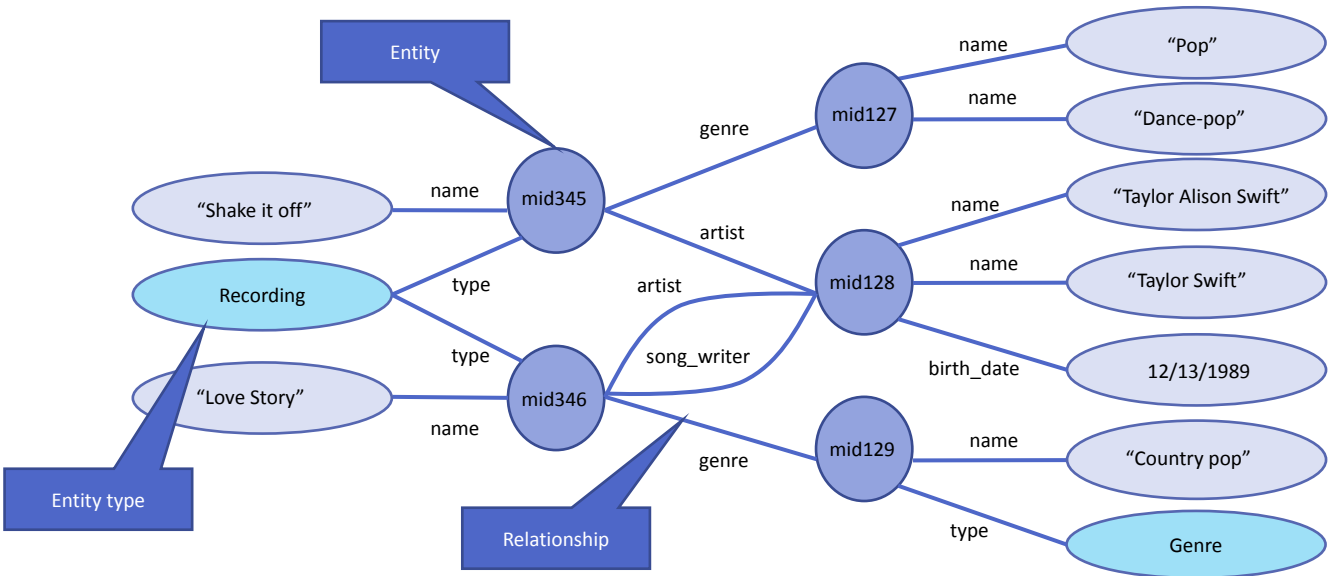 Entity
name
“Pop”
name
mid127
“Dance-pop”
genre
name
mid345
“Shake it off”
“Taylor Alison Swift”
name
artist
name
mid128
“Taylor Swift”
type
artist
Recording
type
song_writer
birth_date
12/13/1989
“Love Story”
mid346
name
genre
mid129
name
“Country pop”
Entity type
Relationship
type
Genre